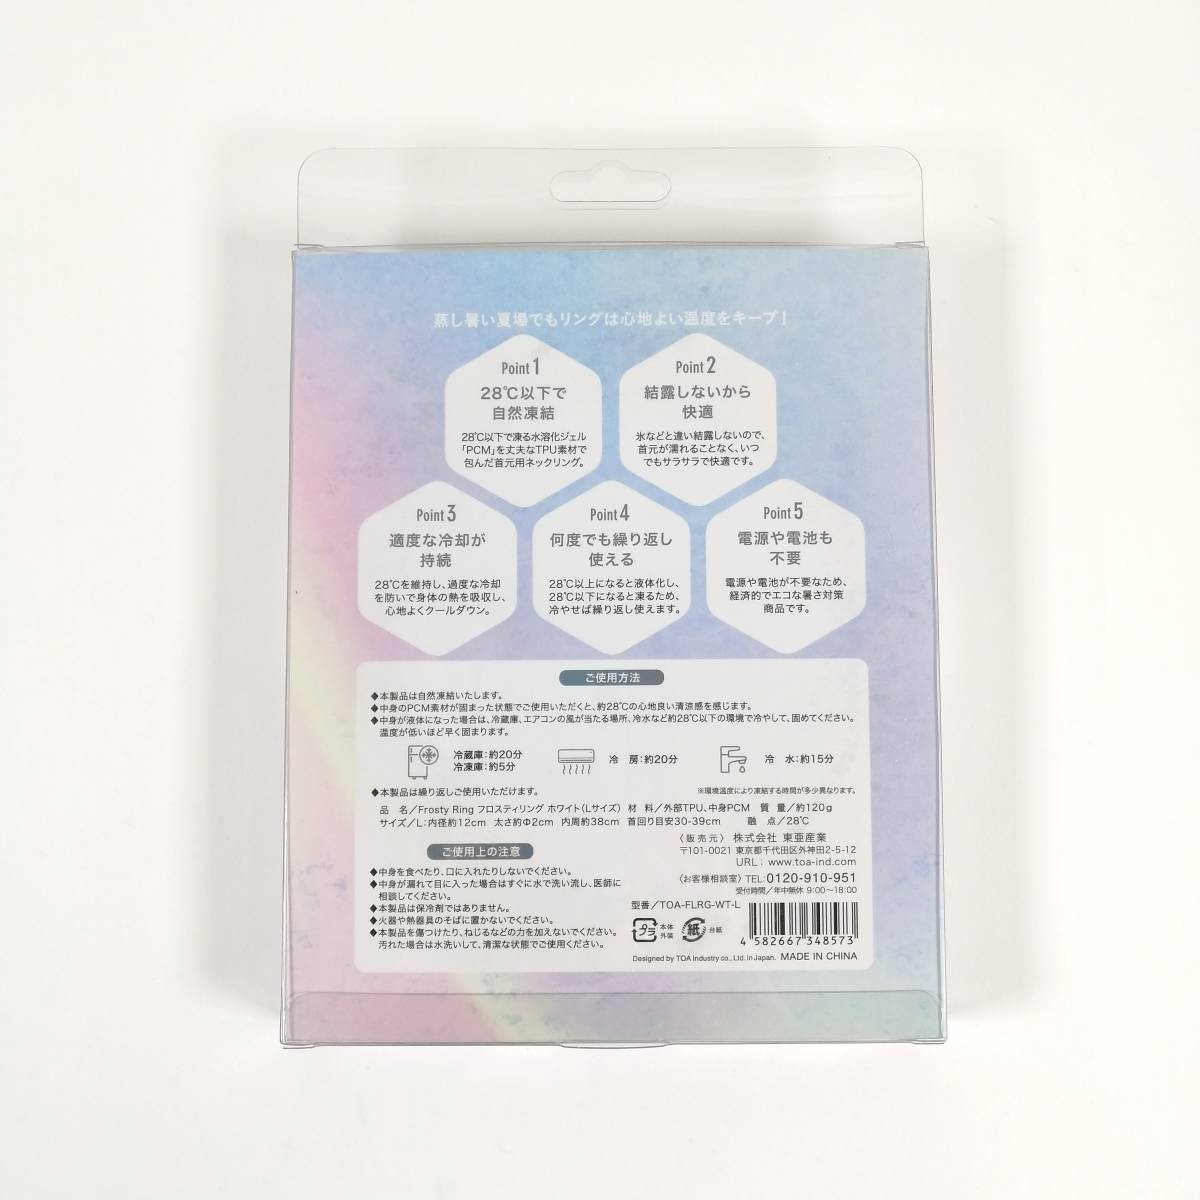 蒸し暑い夏場でもリングは心地よい温度をキープ!
Point 1
28℃以下で
自然凍結
28℃以下で凍る水溶化ジェル
「PCM」を丈夫なTPU素材で
包んだ首元用ネックリング。
Point 2
結露しないから
快適
氷などと違い結露しないので、
首元が濡れることなく、いつ
でもサラサラで快適です。
Point 3
適度な冷却が
持続
28℃を維持し、過度な冷却
を防いで身体の熱を吸収し、
心地よくクールダウン。
Point 4
何度でも繰り返し
使える
28℃以上になると液体化し、
28℃以下になると凍るため、
冷やせば繰り返し使えます。
Point 5
電源や電池も
不要
電源や電池が不要なため、
経済的でエコな暑さ対策
商品です。
ご使用方法
◆本製品は自然凍結いたします。
◆中身のPCM素材が固まった状態でご使用いただくと、約28℃の心地良い清涼感を感じます。
◆中身が液体になった場合は、冷蔵庫、エアコンの風が当たる場所、冷水など約28℃以下の環境で冷やして、固めてください。
温度が低いほど早く固まります。
冷蔵庫:約20分
冷凍庫:約5分
冷 房:約20分
冷 水:約15分
◆本製品は繰り返しご使用いただけます。
※環境温度により凍結する時間が多少異なります。
品 名/Frosty Ring フロスティリング ホワイト(Lサイズ) 材 料/外部TPU、中身PCM 質 量/約120g
サイズ/L:内径約12cm 太さ約Φ2cm 内周約38cm 首回り目安30-39cm 融 点/28℃
〈販売元〉 株式会社 東亜産業
〒101-0021 東京都千代田区外神田2-5-12
URL: www.toa-ind.com
〈お客様相談室〉TEL:0120-910-951
受付時間/年中無休 9:00〜18:00
ご使用上の注意
◆中身を食べたり、口に入れたりしないでください。
◆中身が漏れて目に入った場合はすぐに水で洗い流し、医師に
相談してください。
◆本製品は保冷剤ではありません。
◆火器や熱器具のそばに置かないでください。
◆本製品を傷つけたり、ねじるなどの力を加えないでください。
汚れた場合は水洗いして、清潔な状態でご使用ください。
型番/TOA-FLRG-WT-L
プラ 本体
外装
紙 台紙
4 582667 348573
Designed by TOA Industry co., Ltd. in Japan. MADE IN CHINA